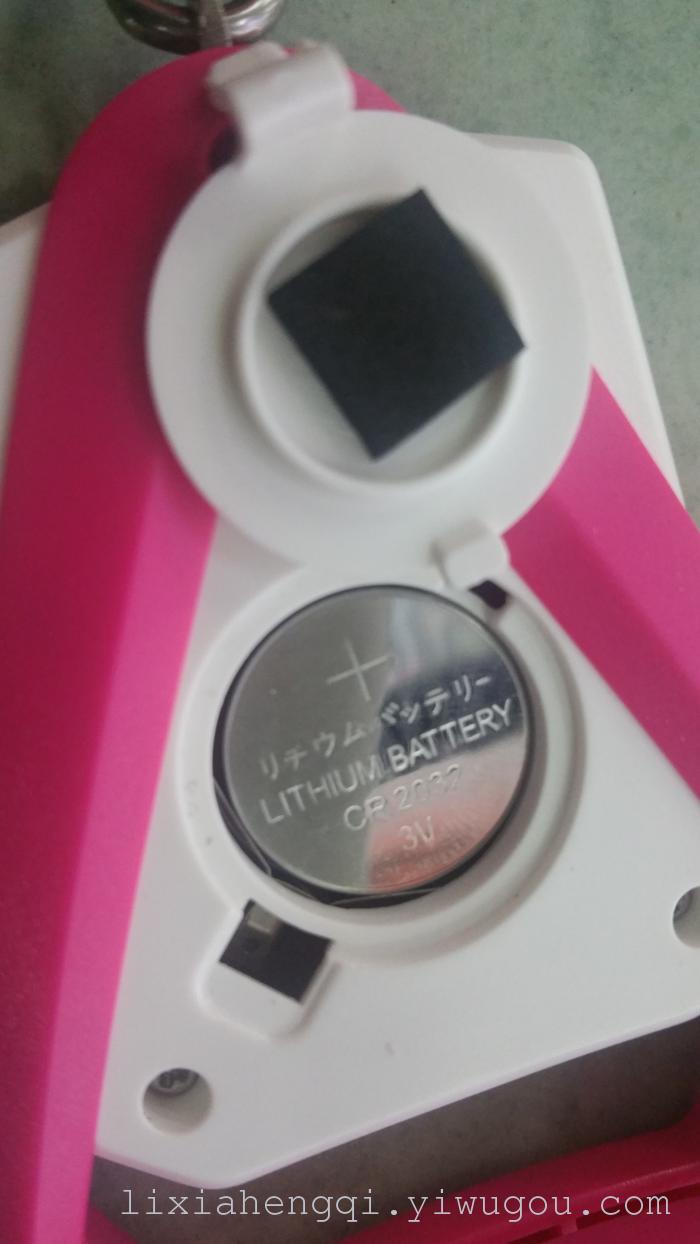 +
リチウムバッテリー
LITHIUM BATTERY
CR 2032
3V
lixiahengqi.yiwugou.com